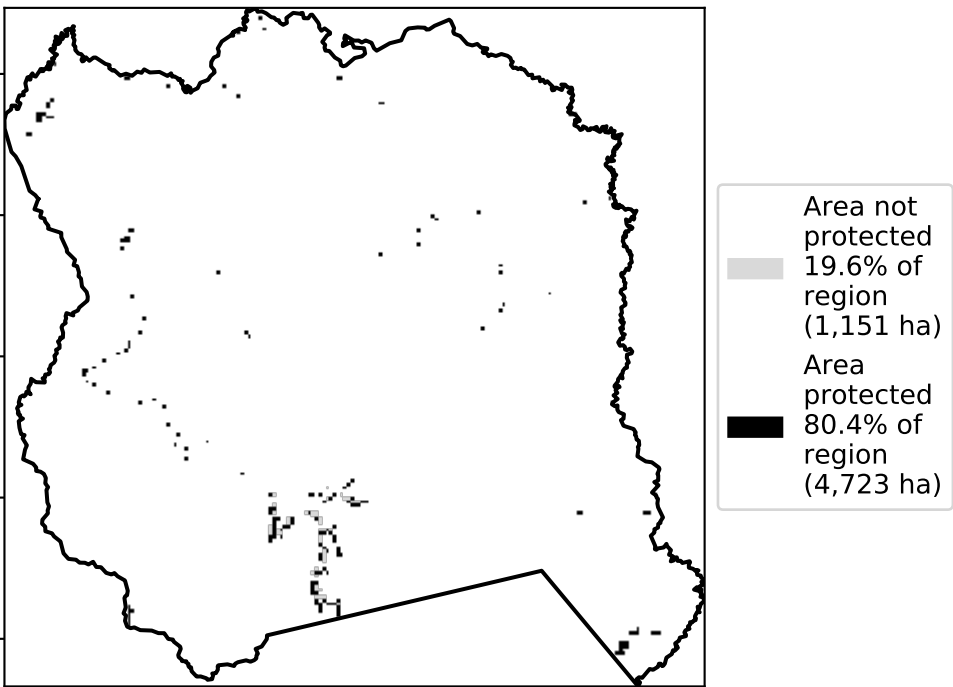 Area not
protected
19.6% of
region
(1,151 ha)
Area
protected
80.4% of
region
(4,723 ha)